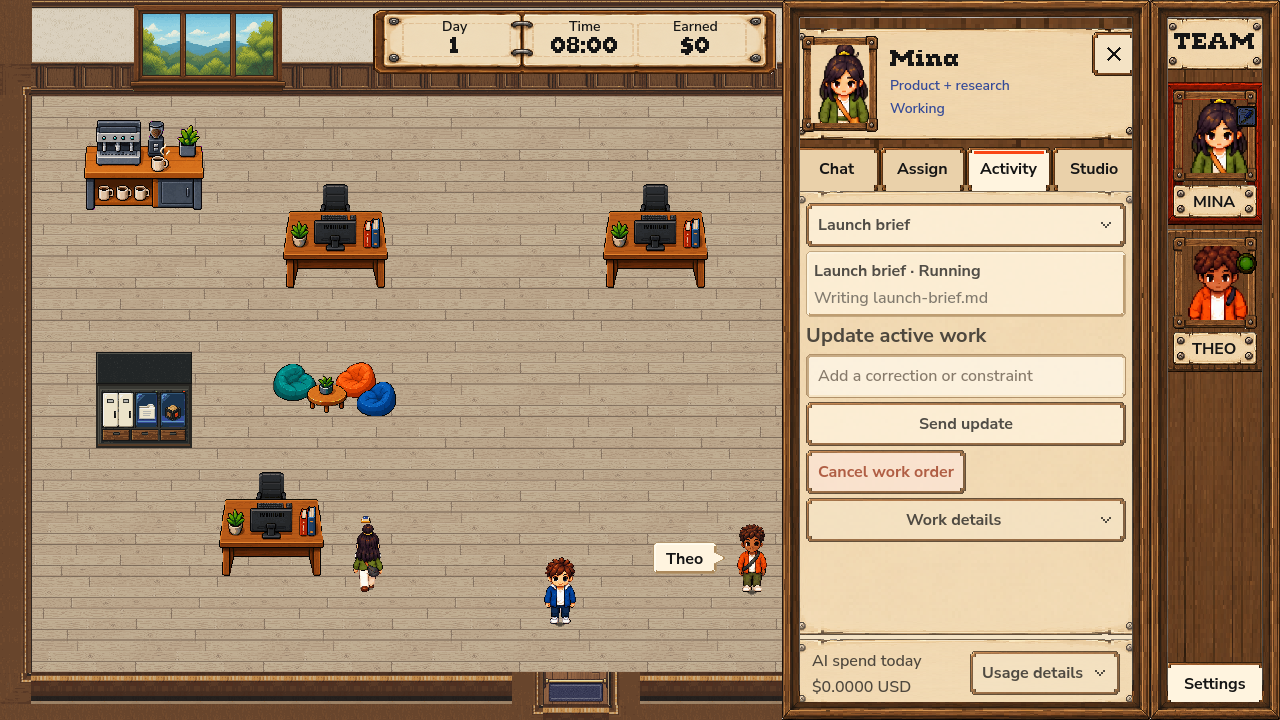 Day
1
Time
08:00
Earned
$0
Mina
Product + research
Working
Chat
Assign
Activity
Studio
Launch brief
Launch brief · Running
Writing launch-brief.md
Update active work
Add a correction or constraint
Send update
Cancel work order
Work details
AI spend today
$0.0000 USD
Usage details
TEAM
MINA
THEO
Settings
Theo